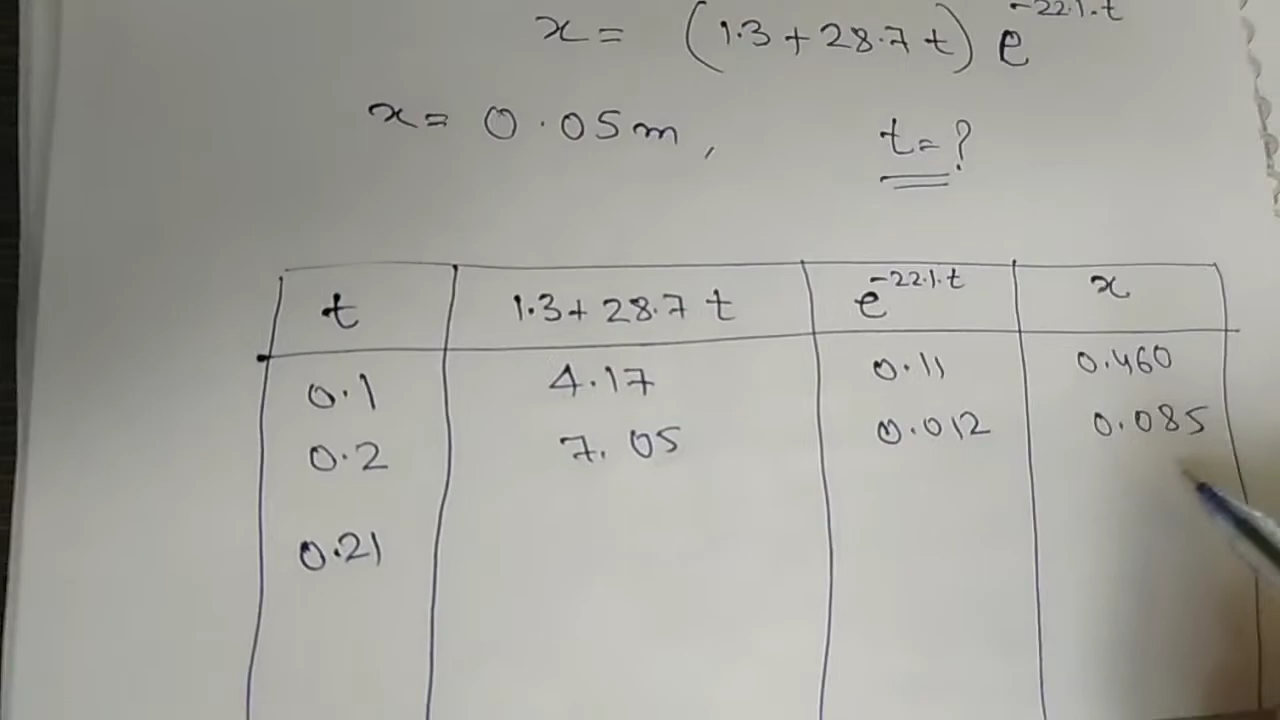 x = (1.3 + 28.7 t) e^-22.1.t
x = 0.05m, t = ?
t 1.3 + 28.7 t e^-22.1.t x
0.1 4.17 0.11 0.460
0.2 7.05 0.012 0.085
0.21